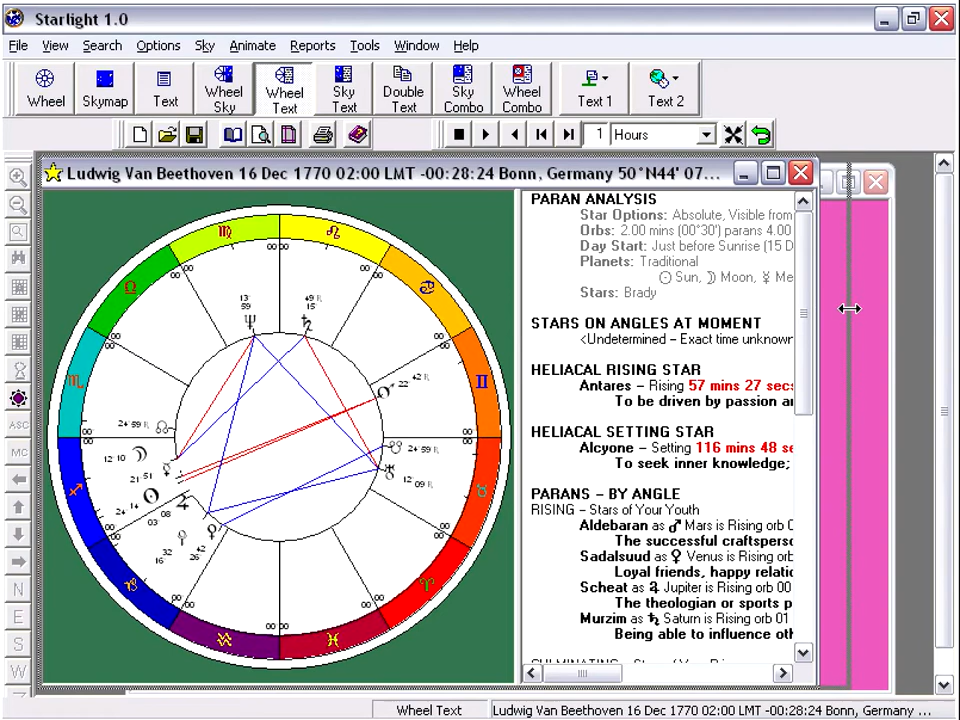 Starlight 1.0
File View Search Options Sky Animate Reports Tools Window Help
Wheel Skymap Text Wheel Sky Wheel Text Sky Text Double Text Sky Combo Wheel Combo Text 1 Text 2
1 Hours
Ludwig Van Beethoven 16 Dec 1770 02:00 LMT -00:28:24 Bonn, Germany 50°N44' 07...
PARAN ANALYSIS
Star Options: Absolute, Visible from
Orbs: 2.00 mins (00°30') parans 4.00
Day Start: Just before Sunrise (15 D
Planets: Traditional
☉ Sun, ☽ Moon, ☿ Me
Stars: Brady
STARS ON ANGLES AT MOMENT
<Undetermined – Exact time unknown
HELIACAL RISING STAR
Antares – Rising 57 mins 27 secs
To be driven by passion an
HELIACAL SETTING STAR
Alcyone – Setting 116 mins 48 se
To seek inner knowledge;
PARANS – BY ANGLE
RISING – Stars of Your Youth
Aldebaran as ♂ Mars is Rising orb 0
The successful craftsperso
Sadalsuud as ♀ Venus is Rising orb
Loyal friends, happy relatio
Scheat as ♃ Jupiter is Rising orb 00
The theologian or sports p
Murzim as ♄ Saturn is Rising orb 01
Being able to influence oth
ASC
MC
N
E
S
W
Wheel Text
Ludwig Van Beethoven 16 Dec 1770 02:00 LMT -00:28:24 Bonn, Germany ...